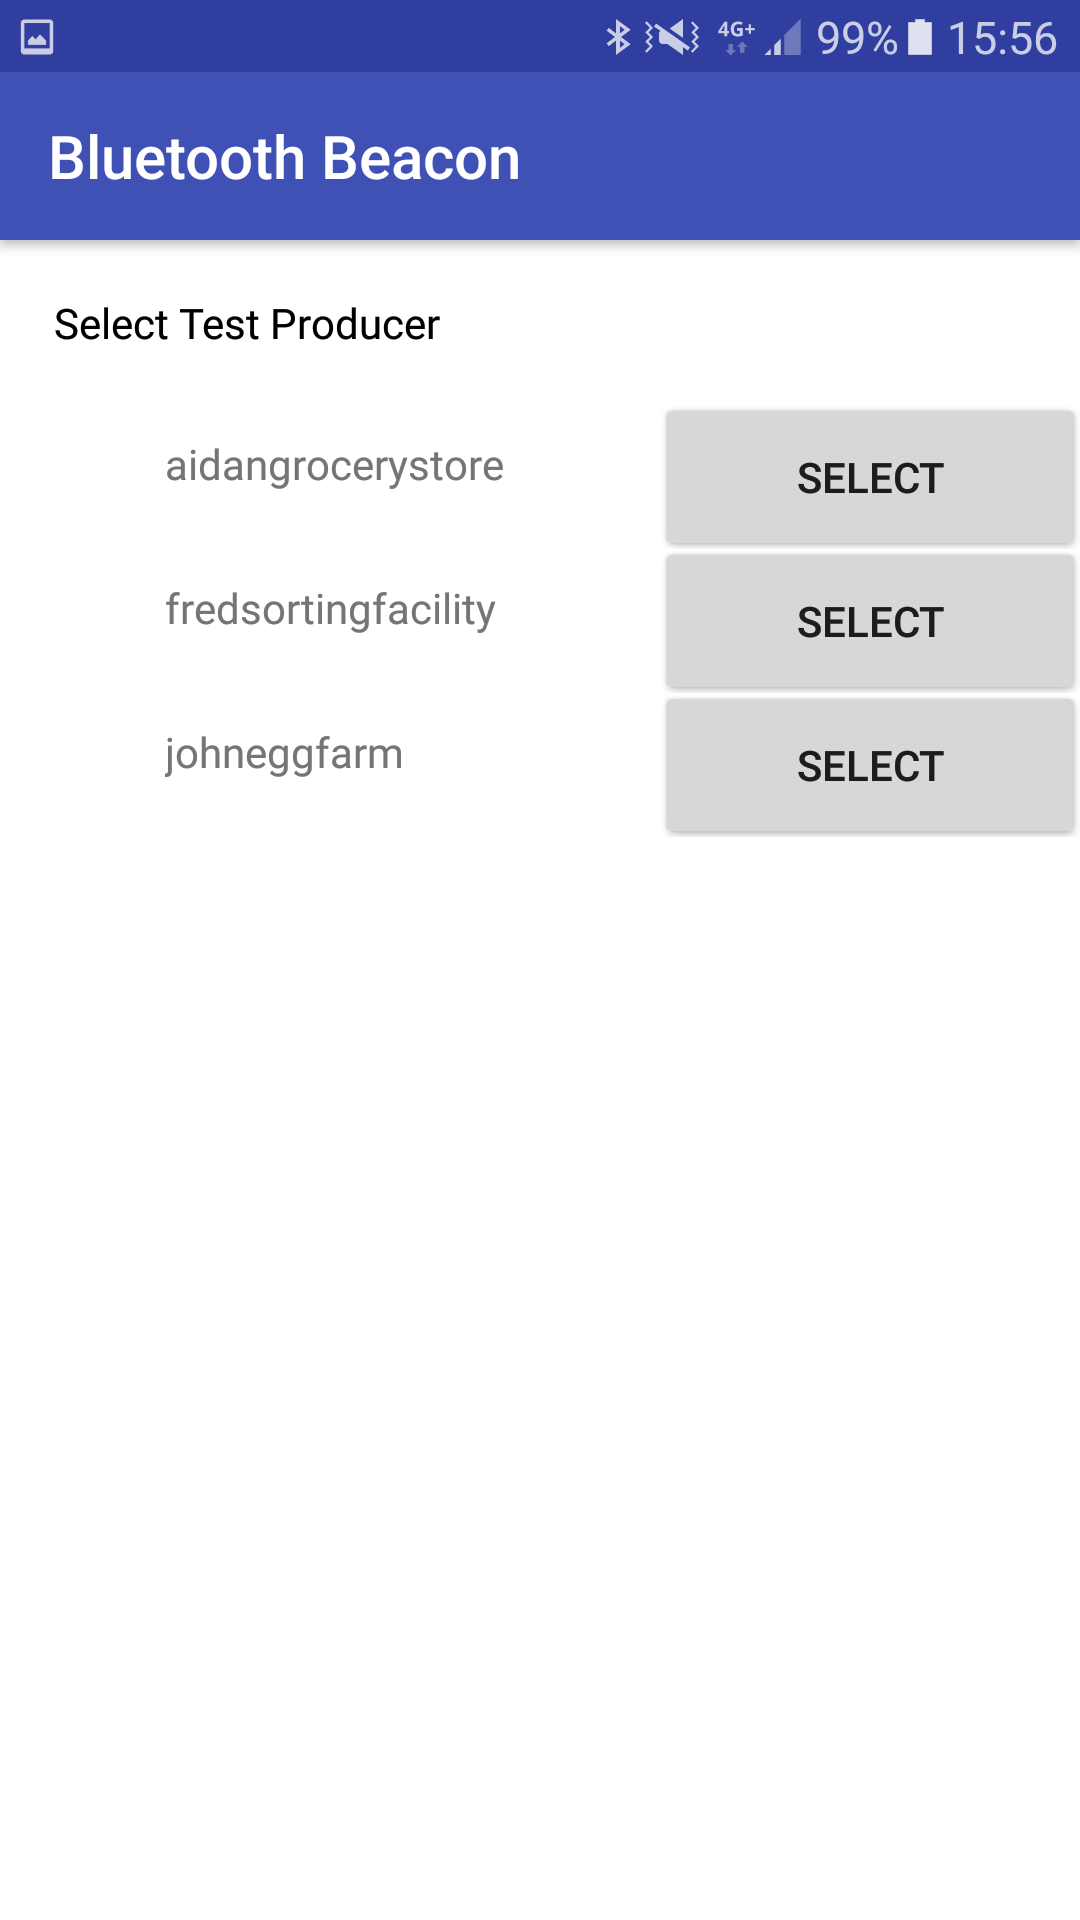 4G+ 99% 15:56
Bluetooth Beacon
Select Test Producer
aidangrocerystore SELECT
fredsortingfacility SELECT
johneggfarm SELECT